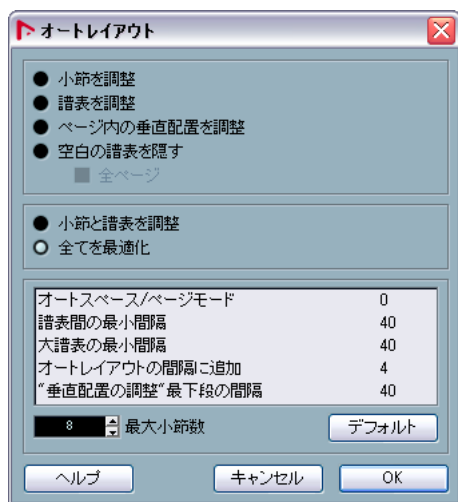 オートレイアウト
小節を調整
譜表を調整
ページ内の垂直配置を調整
空白の譜表を隠す
全ページ
小節と譜表を調整
全てを最適化
オートスペース/ページモード 0
譜表間の最小間隔 40
大譜表の最小間隔 40
オートレイアウトの間隔に追加 4
"垂直配置の調整"最下段の間隔 40
8 最大小節数 デフォルト
ヘルプ キャンセル OK